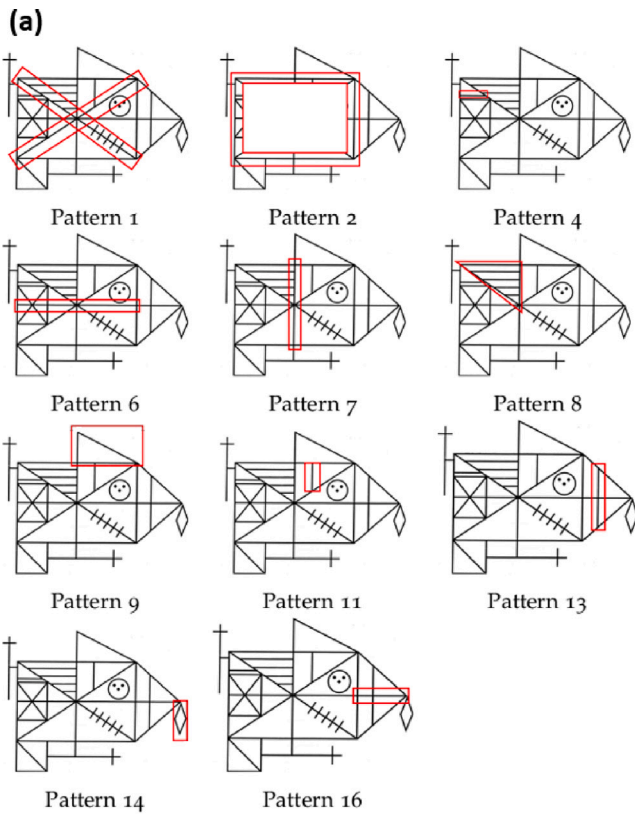 (a)
Pattern 1 Pattern 2 Pattern 4
Pattern 6 Pattern 7 Pattern 8
Pattern 9 Pattern 11 Pattern 13
Pattern 14 Pattern 16